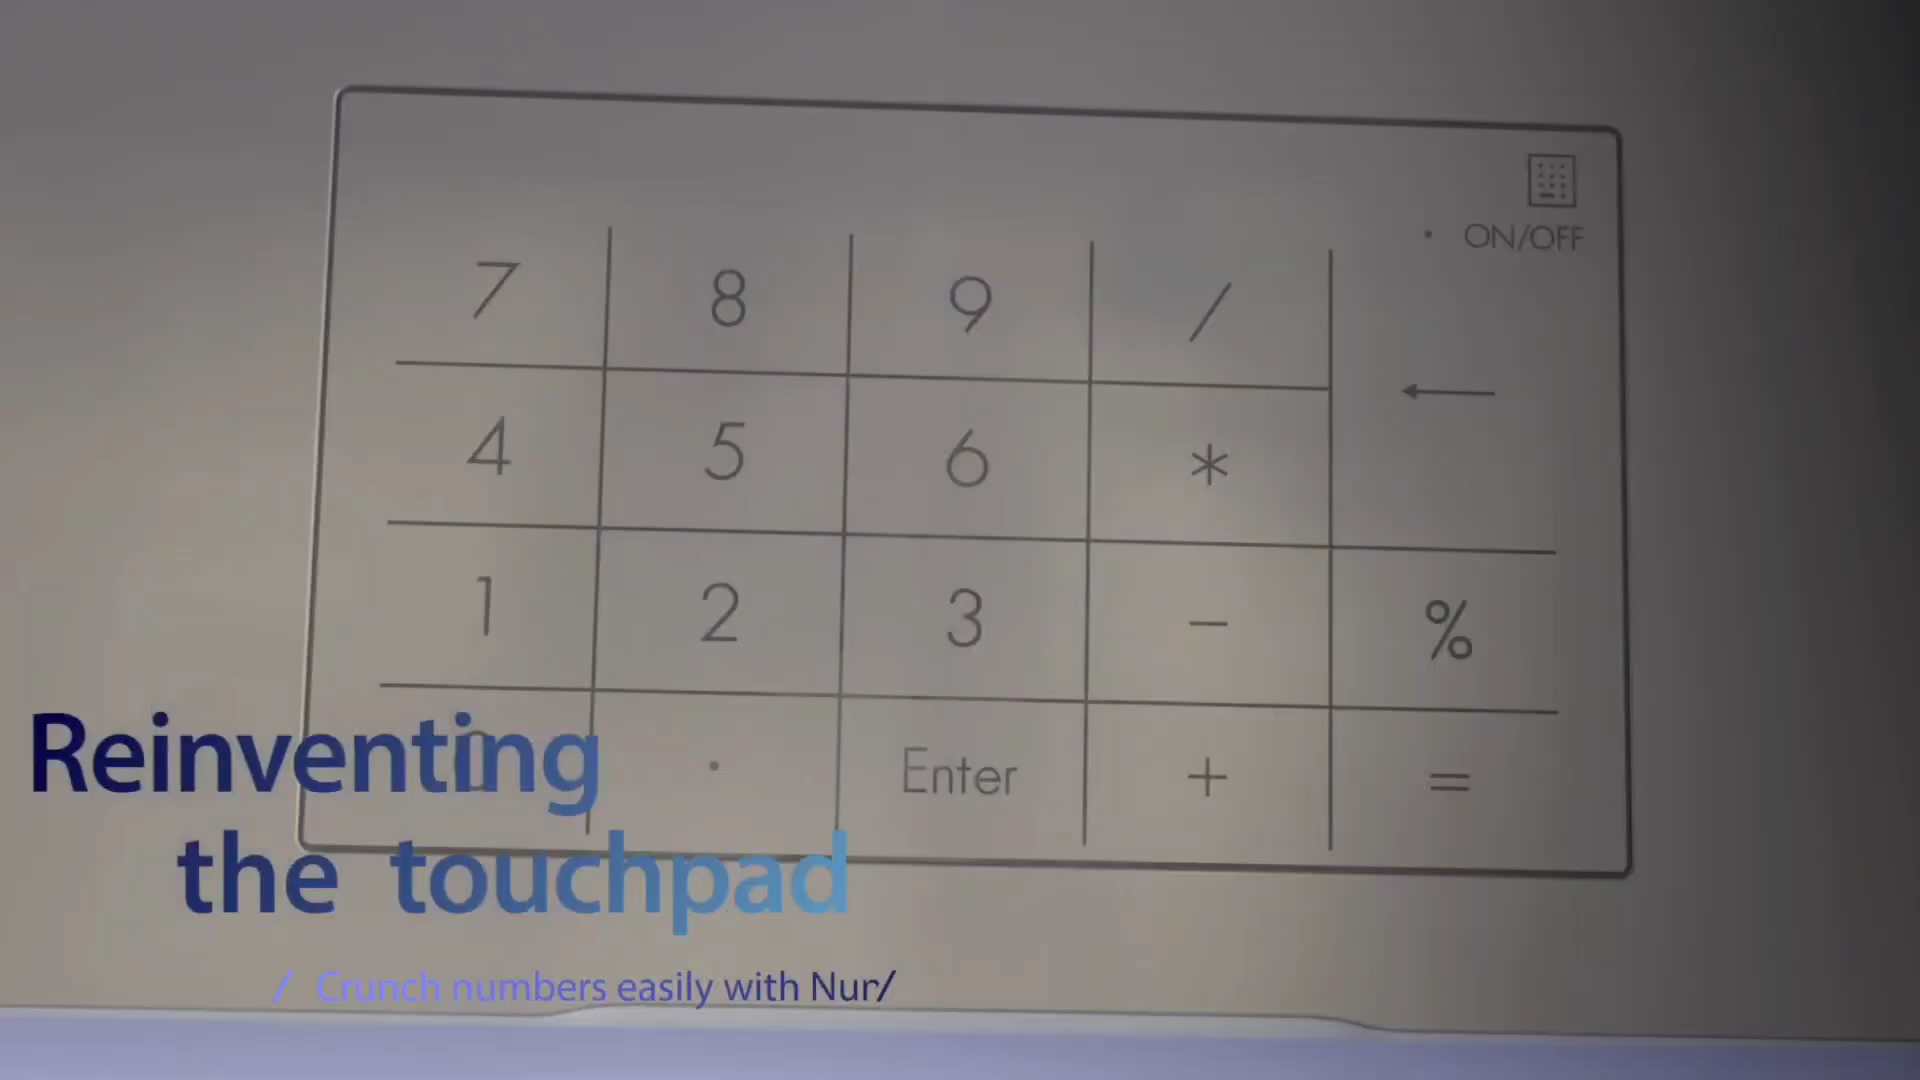 ON/OFF
7 8 9 /
←
4 5 6 *
1 2 3 - %
0 . Enter + =
Reinventing
the touchpad
/ Crunch numbers easily with Nur/